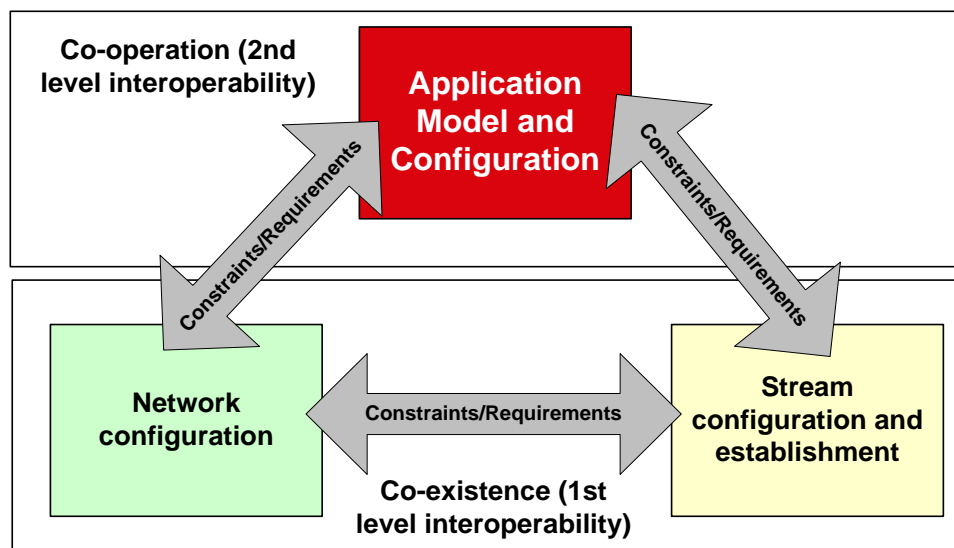 Co-operation (2nd
level interoperability)
Application
Model and
Configuration
Constraints/Requirements
Constraints/Requirements
Network
configuration
Constraints/Requirements
Stream
configuration and
establishment
Co-existence (1st
level interoperability)